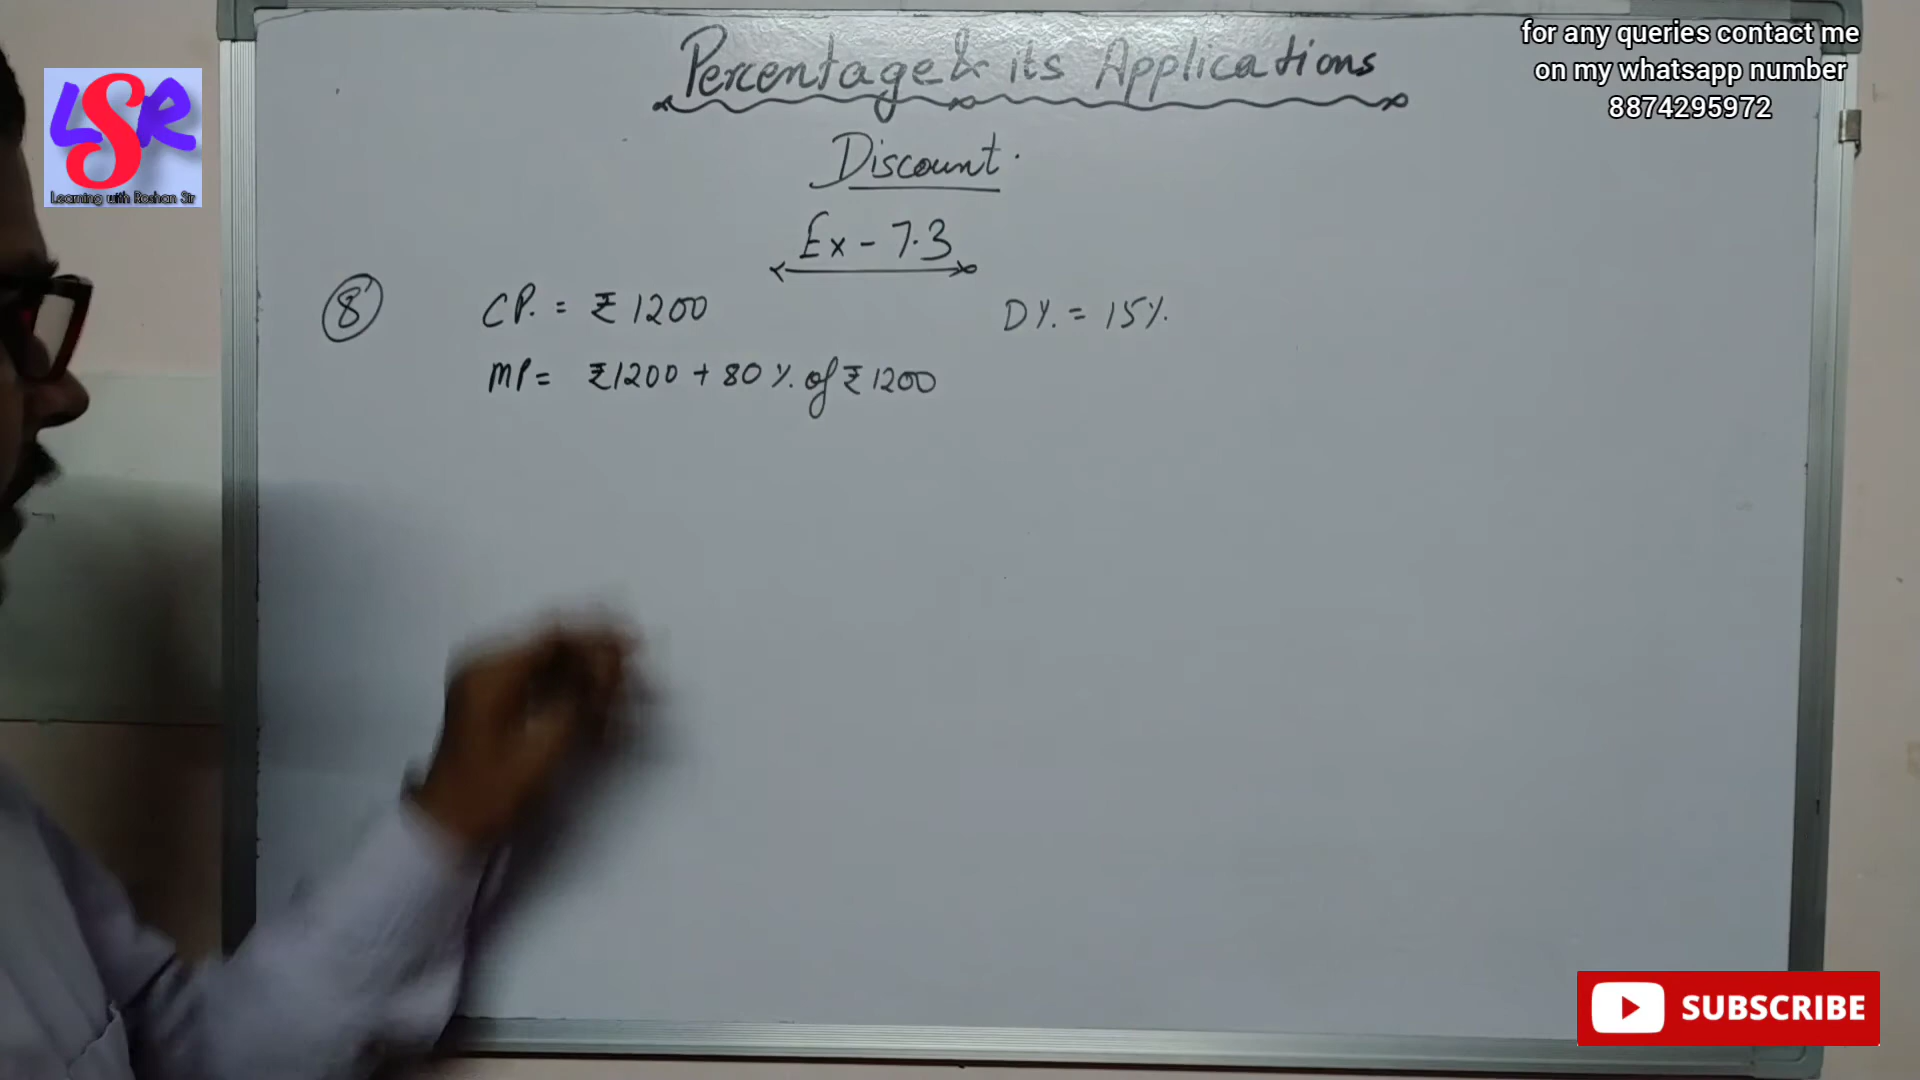 for any queries contact me
on my whatsapp number
8874295972
LSR
Learning with Roshan Sir
Percentage & its Applications
Discount.
Ex - 7.3
8 CP. = ₹ 1200 D%. = 15%.
MP = ₹1200 + 80 %. of ₹ 1200
SUBSCRIBE